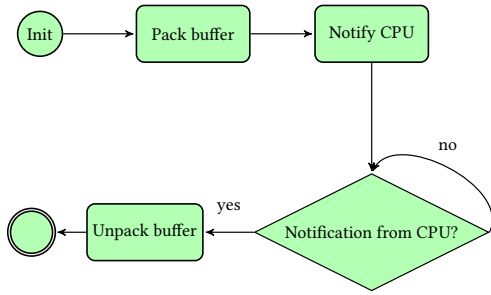 Init
Pack buffer
Notify CPU
no
yes
Unpack buffer
Notification from CPU?